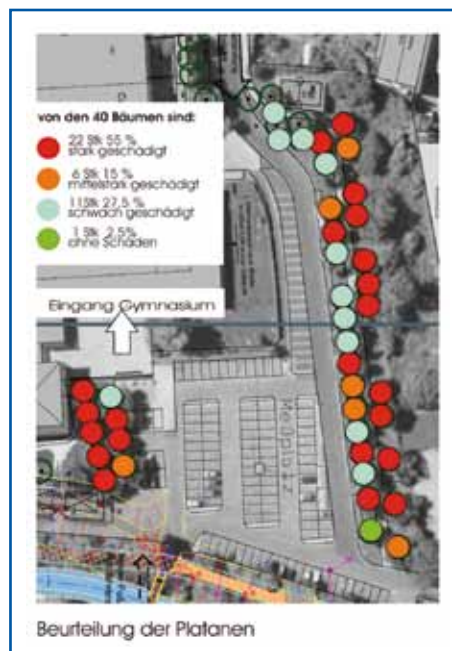 von den 40 Bäumen sind:
22 Stk 55 %
stark geschädigt
6 Stk 15 %
mittelstark geschädigt
11Stk 27,5 %
schwach geschädigt
1 Stk 2,5%
ohne Schäden
Eingang Gymnasium
Meßplatz
Beurteilung der Platanen